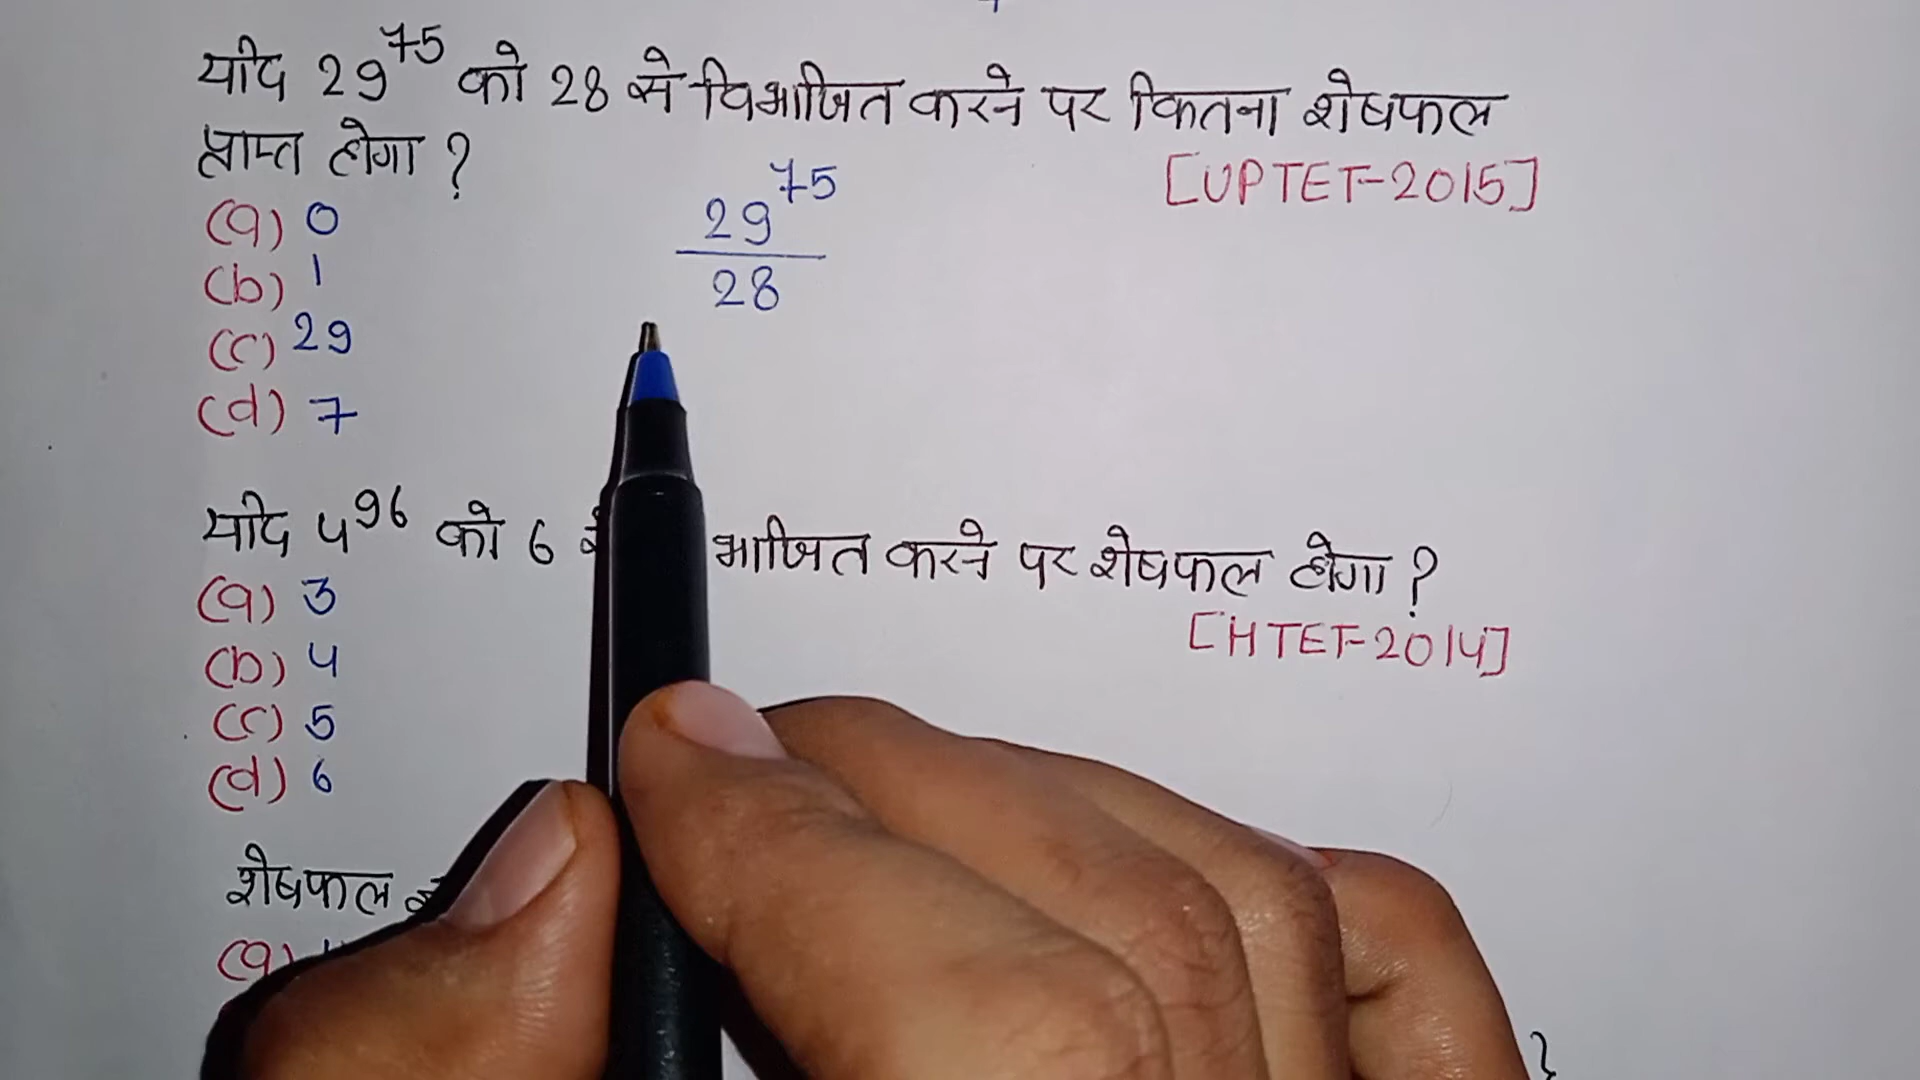 यदि 29^75 को 28 से विभाजित करने पर कितना शेषफल
प्राप्त होगा ?
[UPTET-2015]
(a) 0
(b) 1
(c) 29
(d) 7
29^75
28
यदि 4^96 को 6 भाजित करने पर शेषफल होगा ?
[HTET-2014]
(a) 3
(b) 4
(c) 5
(d) 6
शेषफल
(a)